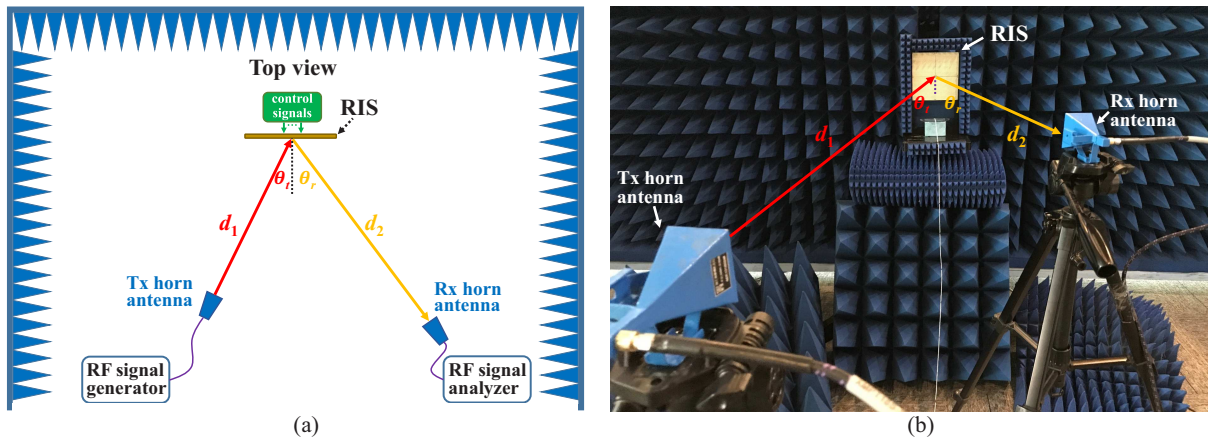 Top view
control
signals
RIS
θt θr
d1
d2
Tx horn
antenna
Rx horn
antenna
RF signal
generator
RF signal
analyzer
(a)
RIS
θt θr
Rx horn
antenna
d1
d2
Tx horn
antenna
(b)